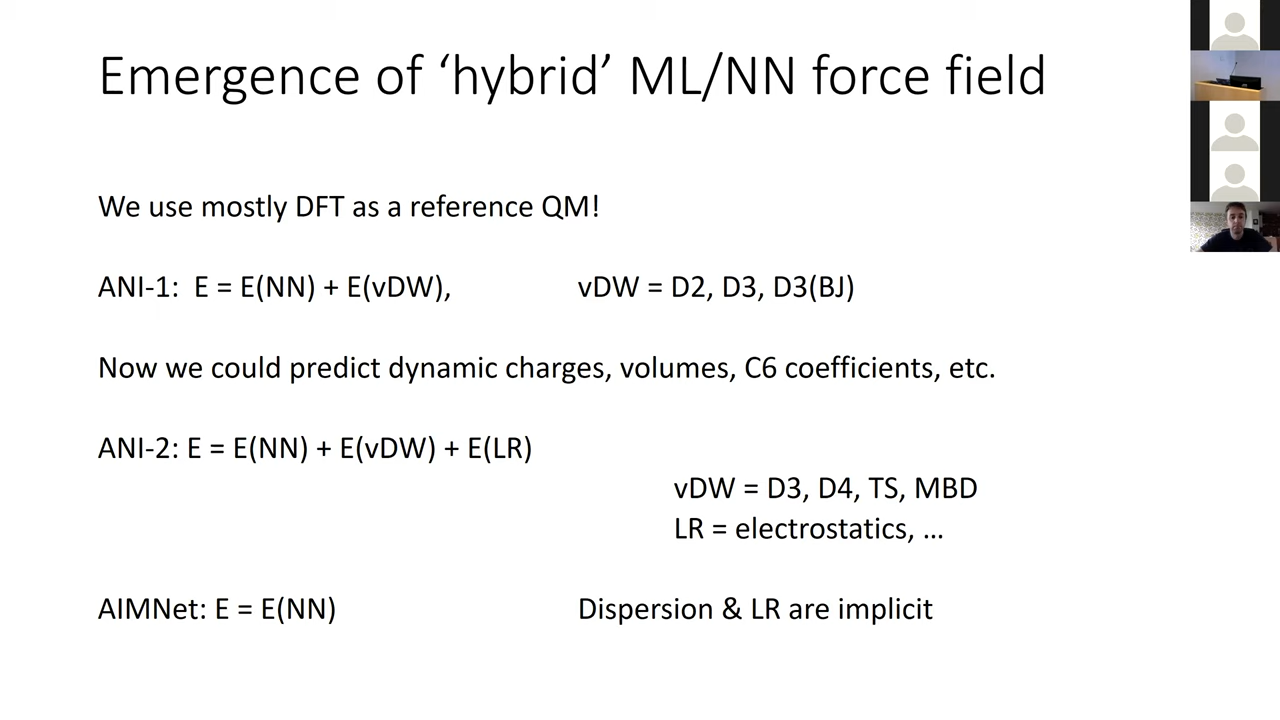 Emergence of ‘hybrid’ ML/NN force field
We use mostly DFT as a reference QM!
ANI-1: E = E(NN) + E(vDW), vDW = D2, D3, D3(BJ)
Now we could predict dynamic charges, volumes, C6 coefficients, etc.
ANI-2: E = E(NN) + E(vDW) + E(LR)
vDW = D3, D4, TS, MBD
LR = electrostatics, ...
AIMNet: E = E(NN) Dispersion & LR are implicit